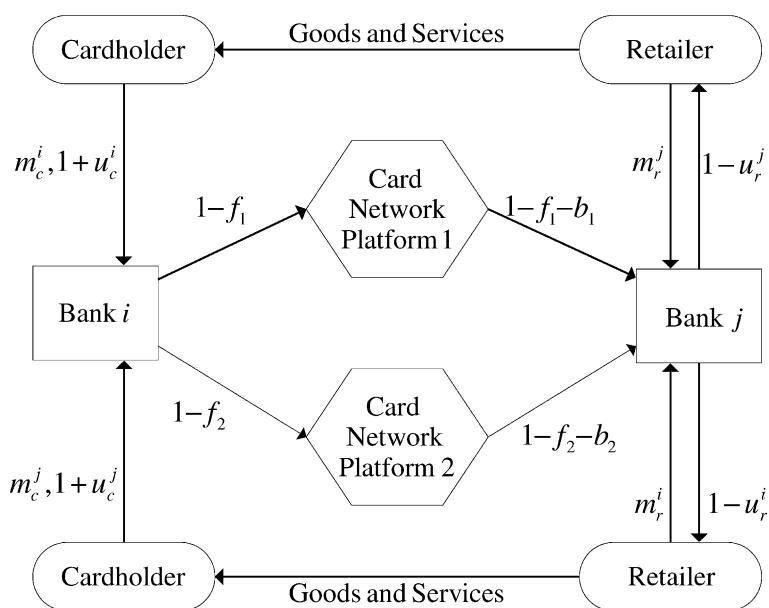 Goods and Services
Cardholder
Retailer
m_c^i, 1+u_c^i
1−f_1
Card
Network
Platform 1
1−f_1−b_1
m_r^j
1−u_r^j
Bank i
Bank j
1−f_2
Card
Network
Platform 2
1−f_2−b_2
m_c^j, 1+u_c^j
m_r^i
1−u_r^i
Cardholder
Retailer
Goods and Services